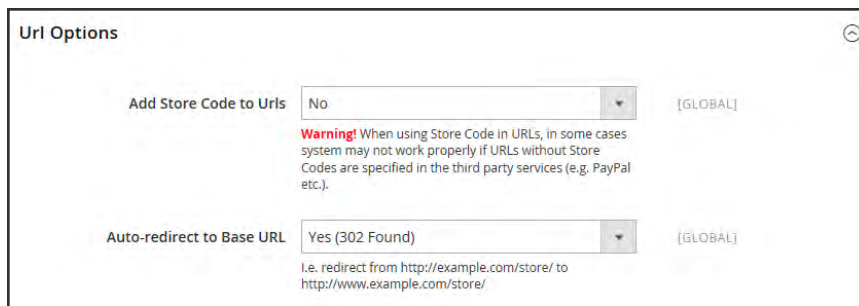 Url Options
Add Store Code to Urls No [GLOBAL]
Warning! When using Store Code in URLs, in some cases
system may not work properly if URLs without Store
Codes are specified in the third party services (e.g. PayPal
etc.).
Auto-redirect to Base URL Yes (302 Found) [GLOBAL]
I.e. redirect from http://example.com/store/ to
http://www.example.com/store/